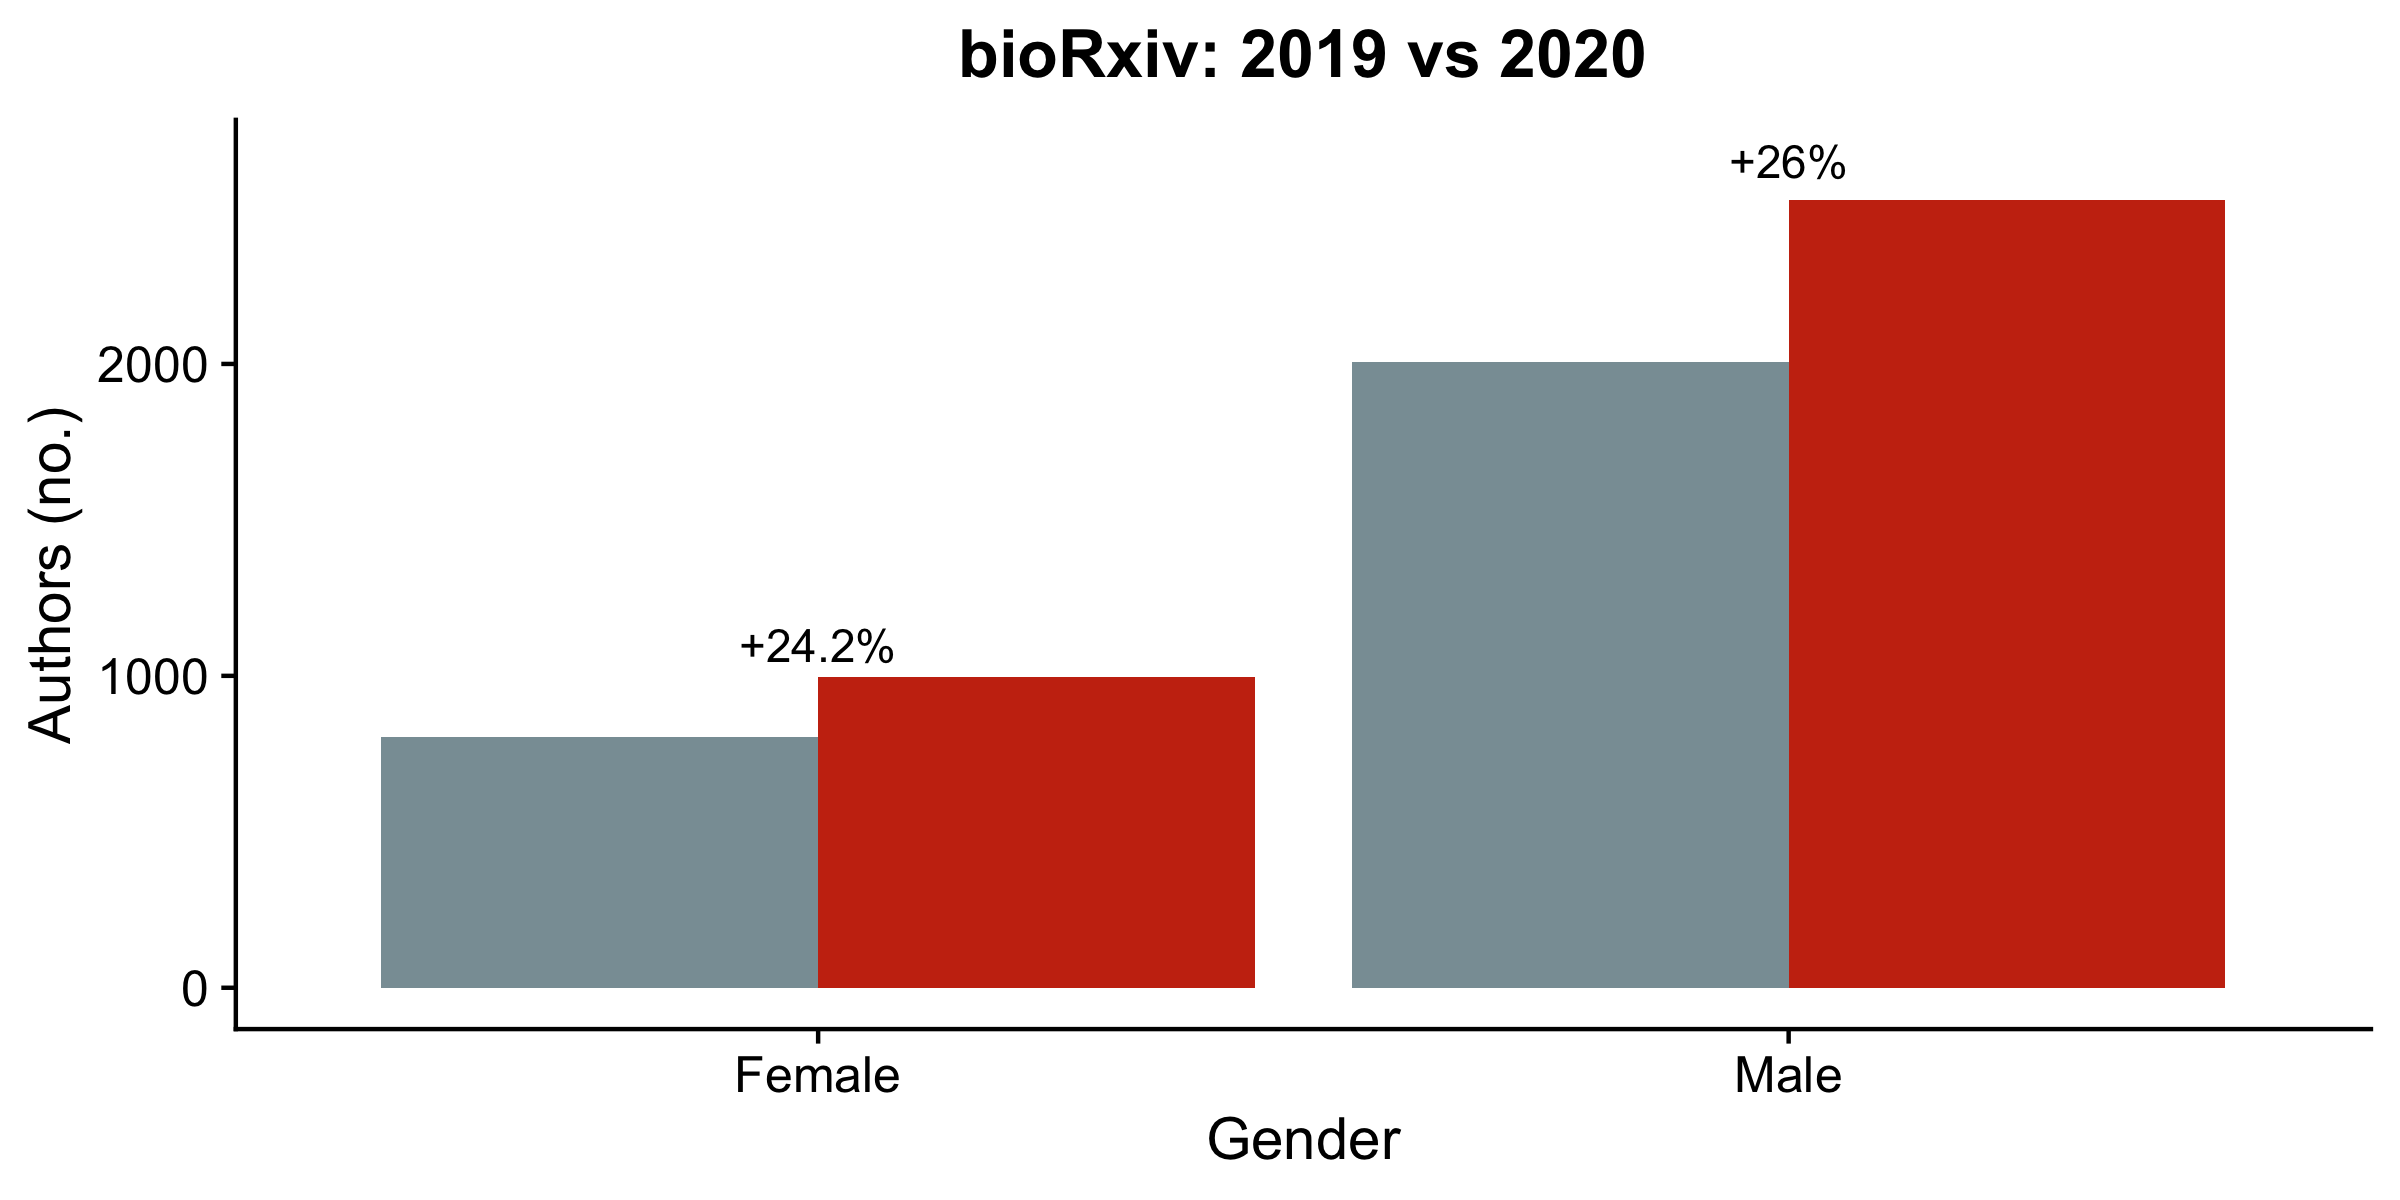 bioRxiv: 2019 vs 2020
+26%
2000
Authors (no.)
+24.2%
1000
0
Female
Male
Gender